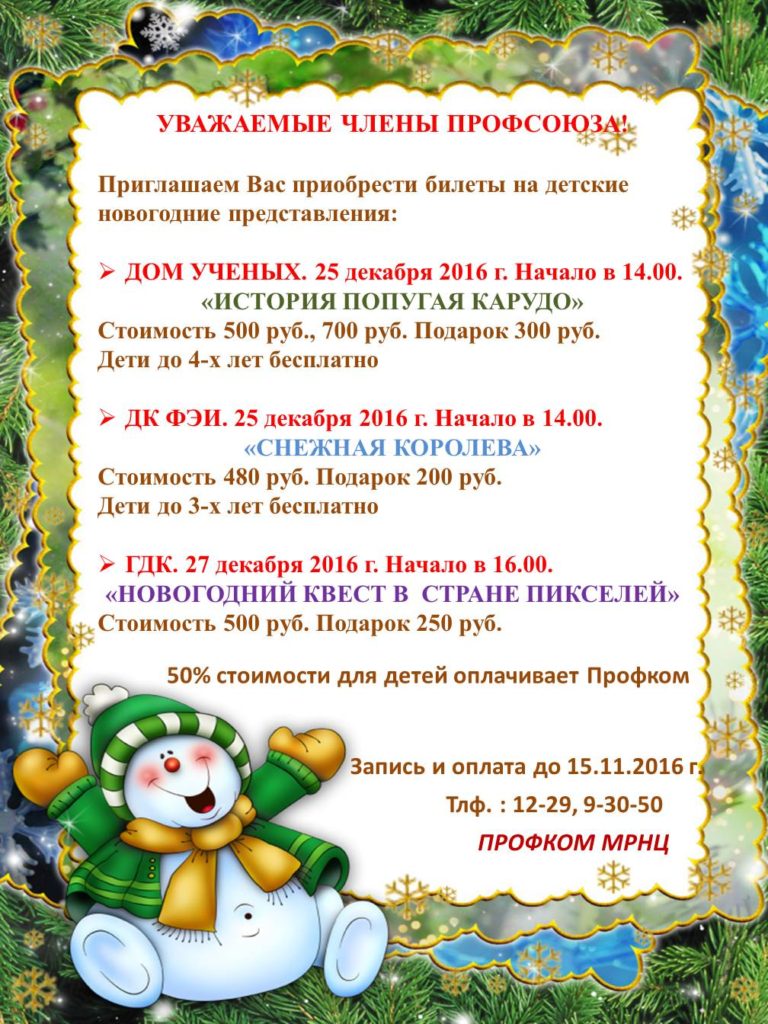 УВАЖАЕМЫЕ ЧЛЕНЫ ПРОФСОЮЗА!
Приглашаем Вас приобрести билеты на детские
новогодние представления:
➢ ДОМ УЧЕНЫХ. 25 декабря 2016 г. Начало в 14.00.
«ИСТОРИЯ ПОПУГАЯ КАРУДО»
Стоимость 500 руб., 700 руб. Подарок 300 руб.
Дети до 4-х лет бесплатно
➢ ДК ФЭИ. 25 декабря 2016 г. Начало в 14.00.
«СНЕЖНАЯ КОРОЛЕВА»
Стоимость 480 руб. Подарок 200 руб.
Дети до 3-х лет бесплатно
➢ ГДК. 27 декабря 2016 г. Начало в 16.00.
«НОВОГОДНИЙ КВЕСТ В СТРАНЕ ПИКСЕЛЕЙ»
Стоимость 500 руб. Подарок 250 руб.
50% стоимости для детей оплачивает Профком
Запись и оплата до 15.11.2016 г.
Тлф. : 12-29, 9-30-50
ПРОФКОМ МРНЦ